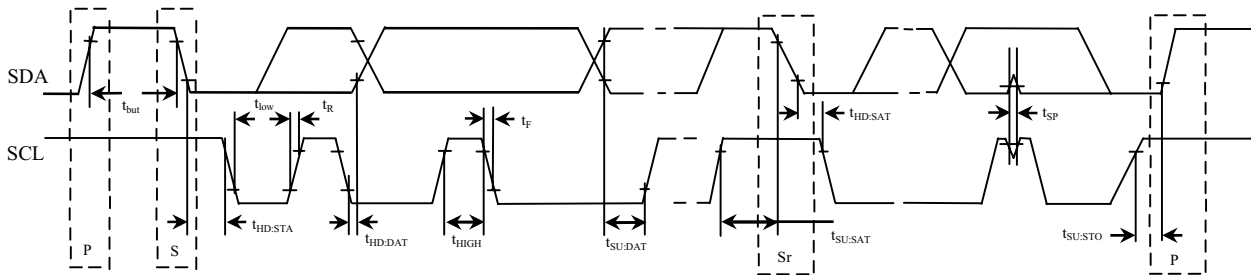 SDA
t_but
t_low
t_R
t_F
t_HD:SAT
t_SP
SCL
t_HD:STA
t_HD:DAT
t_HIGH
t_SU:DAT
t_SU:SAT
t_SU:STO
P
S
Sr
P